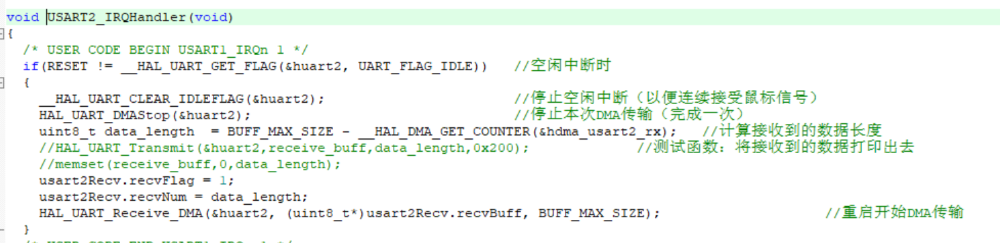 void USART2_IRQHandler(void)
{
/* USER CODE BEGIN USART1_IRQn 1 */
if(RESET != __HAL_UART_GET_FLAG(&huart2, UART_FLAG_IDLE)) //空闲中断时
{
__HAL_UART_CLEAR_IDLEFLAG(&huart2); //停止空闲中断（以便连续接受鼠标信号）
HAL_UART_DMAStop(&huart2); //停止本次DMA传输（完成一次）
uint8_t data_length = BUFF_MAX_SIZE - __HAL_DMA_GET_COUNTER(&hdma_usart2_rx); //计算接收到的数据长度
//HAL_UART_Transmit(&huart2,receive_buff,data_length,0x200); //测试函数：将接收到的数据打印出去
//memset(receive_buff,0,data_length);
usart2Recv.recvFlag = 1;
usart2Recv.recvNum = data_length;
HAL_UART_Receive_DMA(&huart2, (uint8_t*)usart2Recv.recvBuff, BUFF_MAX_SIZE); //重启开始DMA传输
}